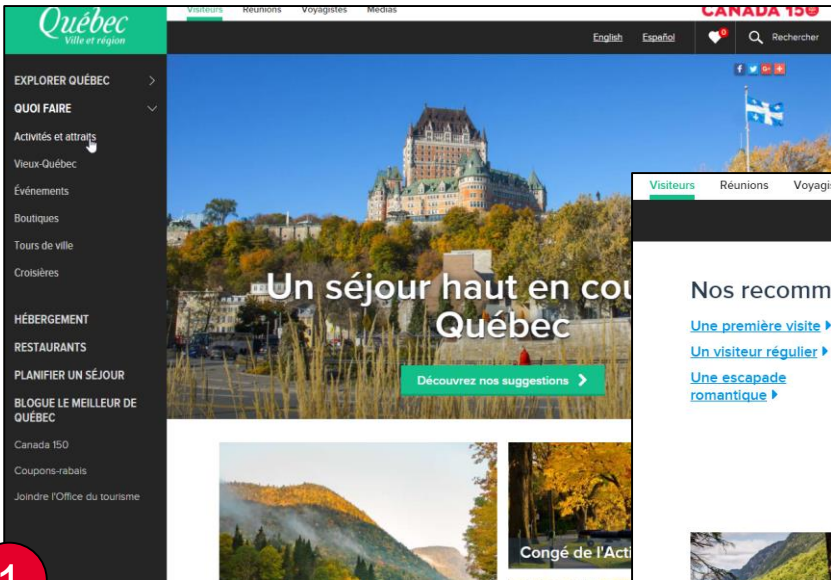 Québec
Ville et région
Visiteurs Réunions Voyagistes Médias
CANADA 150
English Español
0
Rechercher
EXPLORER QUÉBEC
QUOI FAIRE
Activités et attraits
Vieux-Québec
Événements
Boutiques
Tours de ville
Croisières
HÉBERGEMENT
RESTAURANTS
PLANIFIER UN SÉJOUR
BLOGUE LE MEILLEUR DE
QUÉBEC
Canada 150
Coupons-rabais
Joindre l'Office du tourisme
Un séjour haut en cou
Québec
Découvrez nos suggestions
Congé de l'Acti
Visiteurs Réunions Voyagis
Nos recomm
Une première visite
Un visiteur régulier
Une escapade
romantique
1